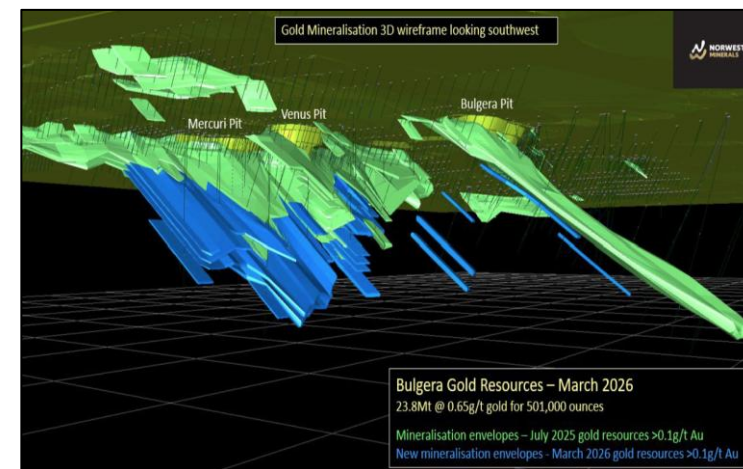 Gold Mineralisation 3D wireframe looking southwest
NORWEST
MINERALS
Mercuri Pit
Venus Pit
Bulgera Pit
Bulgera Gold Resources – March 2026
23.8Mt @ 0.65g/t gold for 501,000 ounces
Mineralisation envelopes – July 2025 gold resources >0.1g/t Au
New mineralisation envelopes - March 2026 gold resources >0.1g/t Au